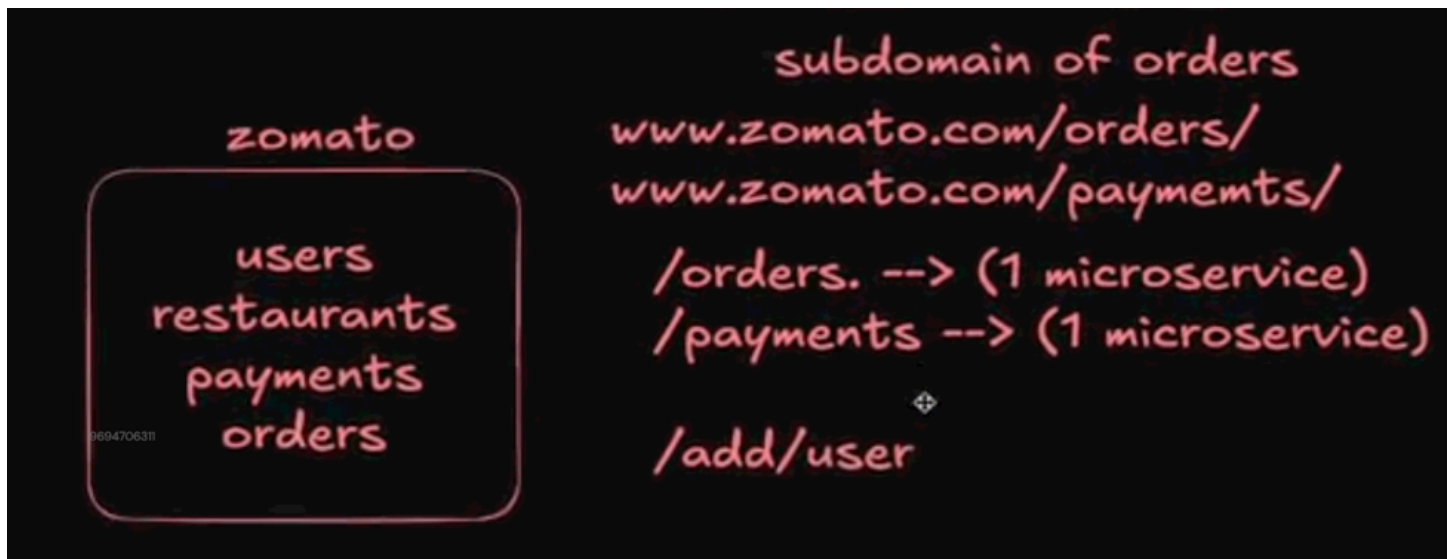 zomato
users
restaurants
payments
orders
9694706311
subdomain of orders
www.zomato.com/orders/
www.zomato.com/paymemts/
/orders. --> (1 microservice)
/payments --> (1 microservice)
/add/user